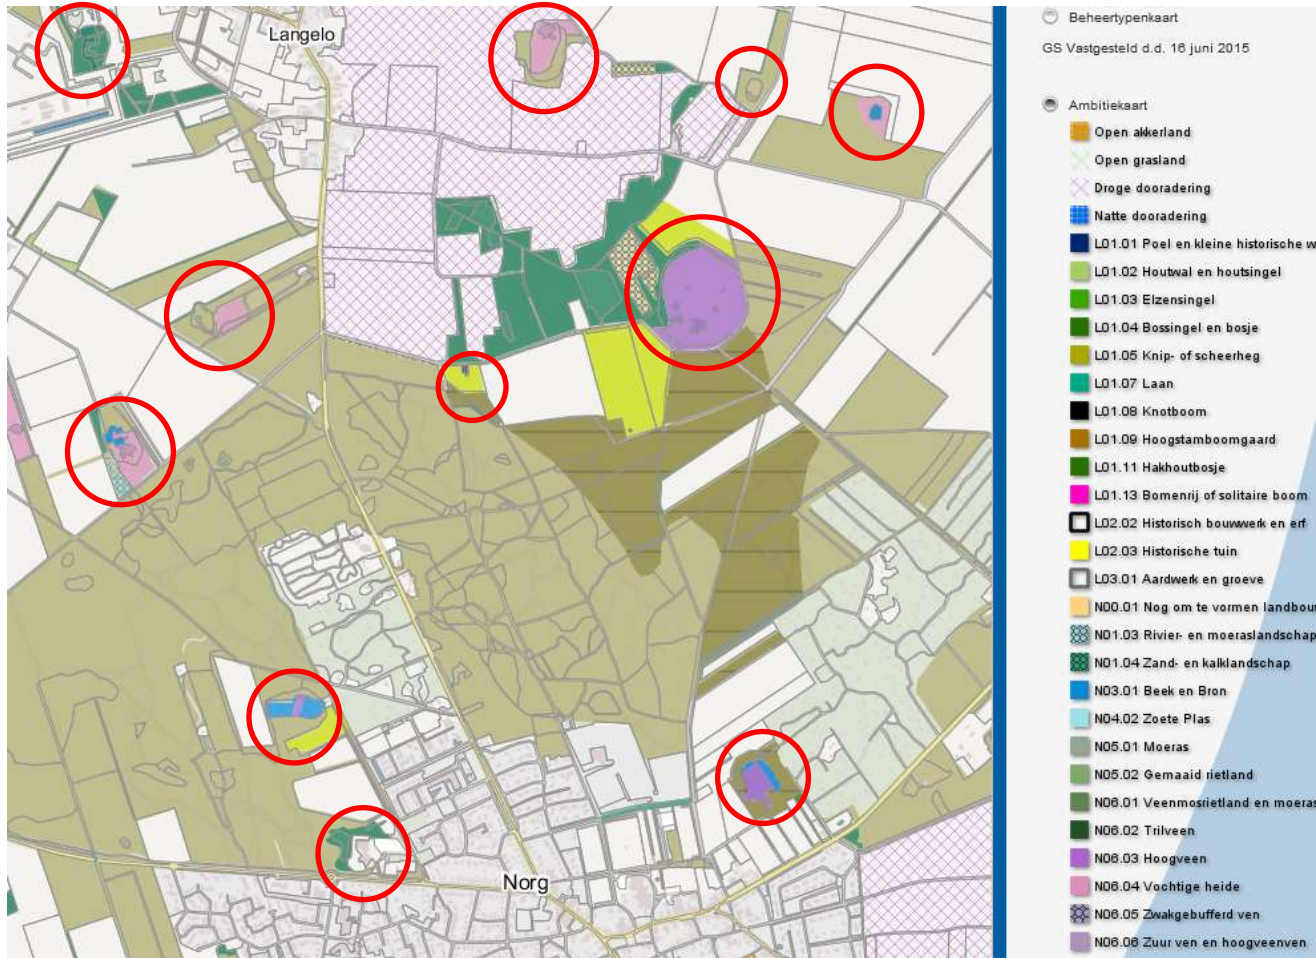 Langelo
Norg
Beheertypenkaart
GS Vastgesteld d.d. 16 juni 2015
Ambitiekaart
Open akkerland
Open grasland
Droge dooradering
Natte dooradering
L01.01 Poel en kleine historische w
L01.02 Houtwal en houtsingel
L01.03 Elzensingel
L01.04 Bossingel en bosje
L01.05 Knip- of scheerheg
L01.07 Laan
L01.08 Knotboom
L01.09 Hoogstamboomgaard
L01.11 Hakhoutbosje
L01.13 Bomenrij of solitaire boom
L02.02 Historisch bouwwerk en erf
L02.03 Historische tuin
L03.01 Aardwerk en groeve
N00.01 Nog om te vormen landbou
N01.03 Rivier- en moeraslandschap
N01.04 Zand- en kalklandschap
N03.01 Beek en Bron
N04.02 Zoete Plas
N05.01 Moeras
N05.02 Gemaaid rietland
N06.01 Veenmosrietland en moeras
N06.02 Trilveen
N06.03 Hoogveen
N06.04 Vochtige heide
N06.05 Zwakgebufferd ven
N06.06 Zuur ven en hoogveenven